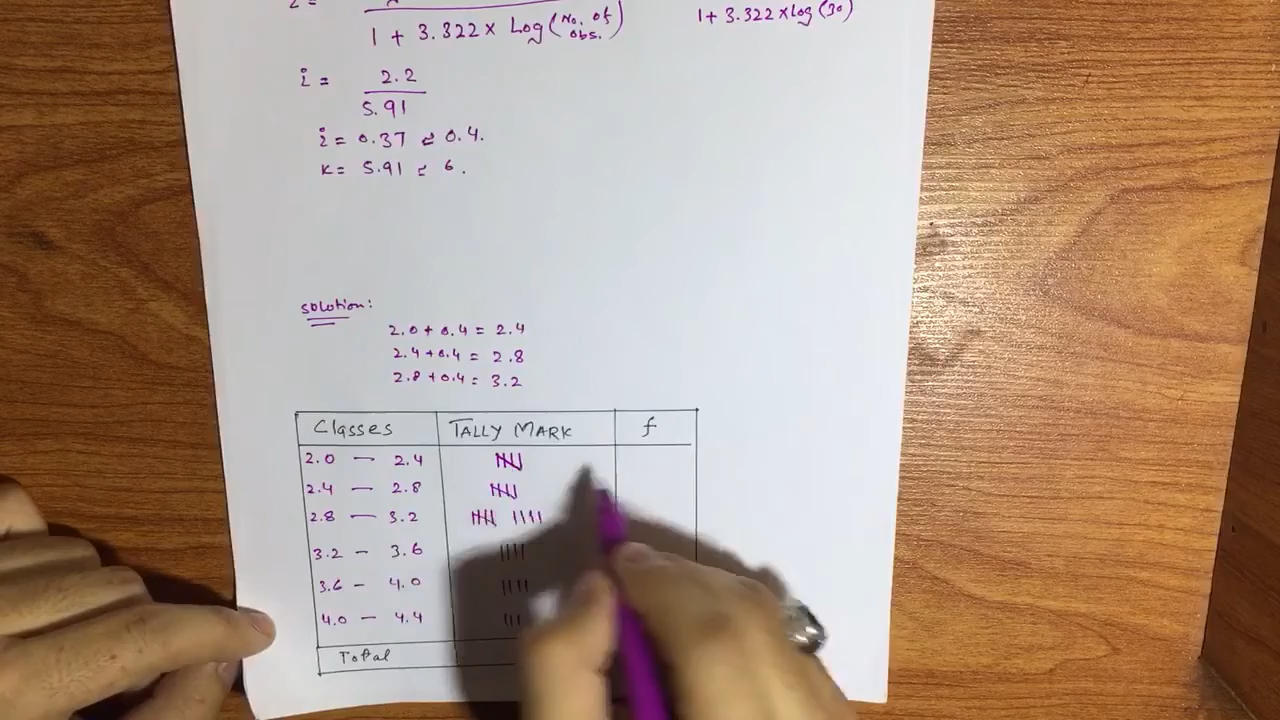 1 + 3.322 x Log (No. of obs.)
1 + 3.322 x log (30)
i = 2.2 / 5.91
i = 0.37 ≈ 0.4.
K = 5.91 ≈ 6.
Solution:
2.0 + 0.4 = 2.4
2.4 + 0.4 = 2.8
2.8 + 0.4 = 3.2
Classes TALLY MARK f
2.0 — 2.4 
2.4 — 2.8
2.8 — 3.2 |||| ||||
3.2 — 3.6 ||||
3.6 — 4.0 ||||
4.0 — 4.4 |||
Total